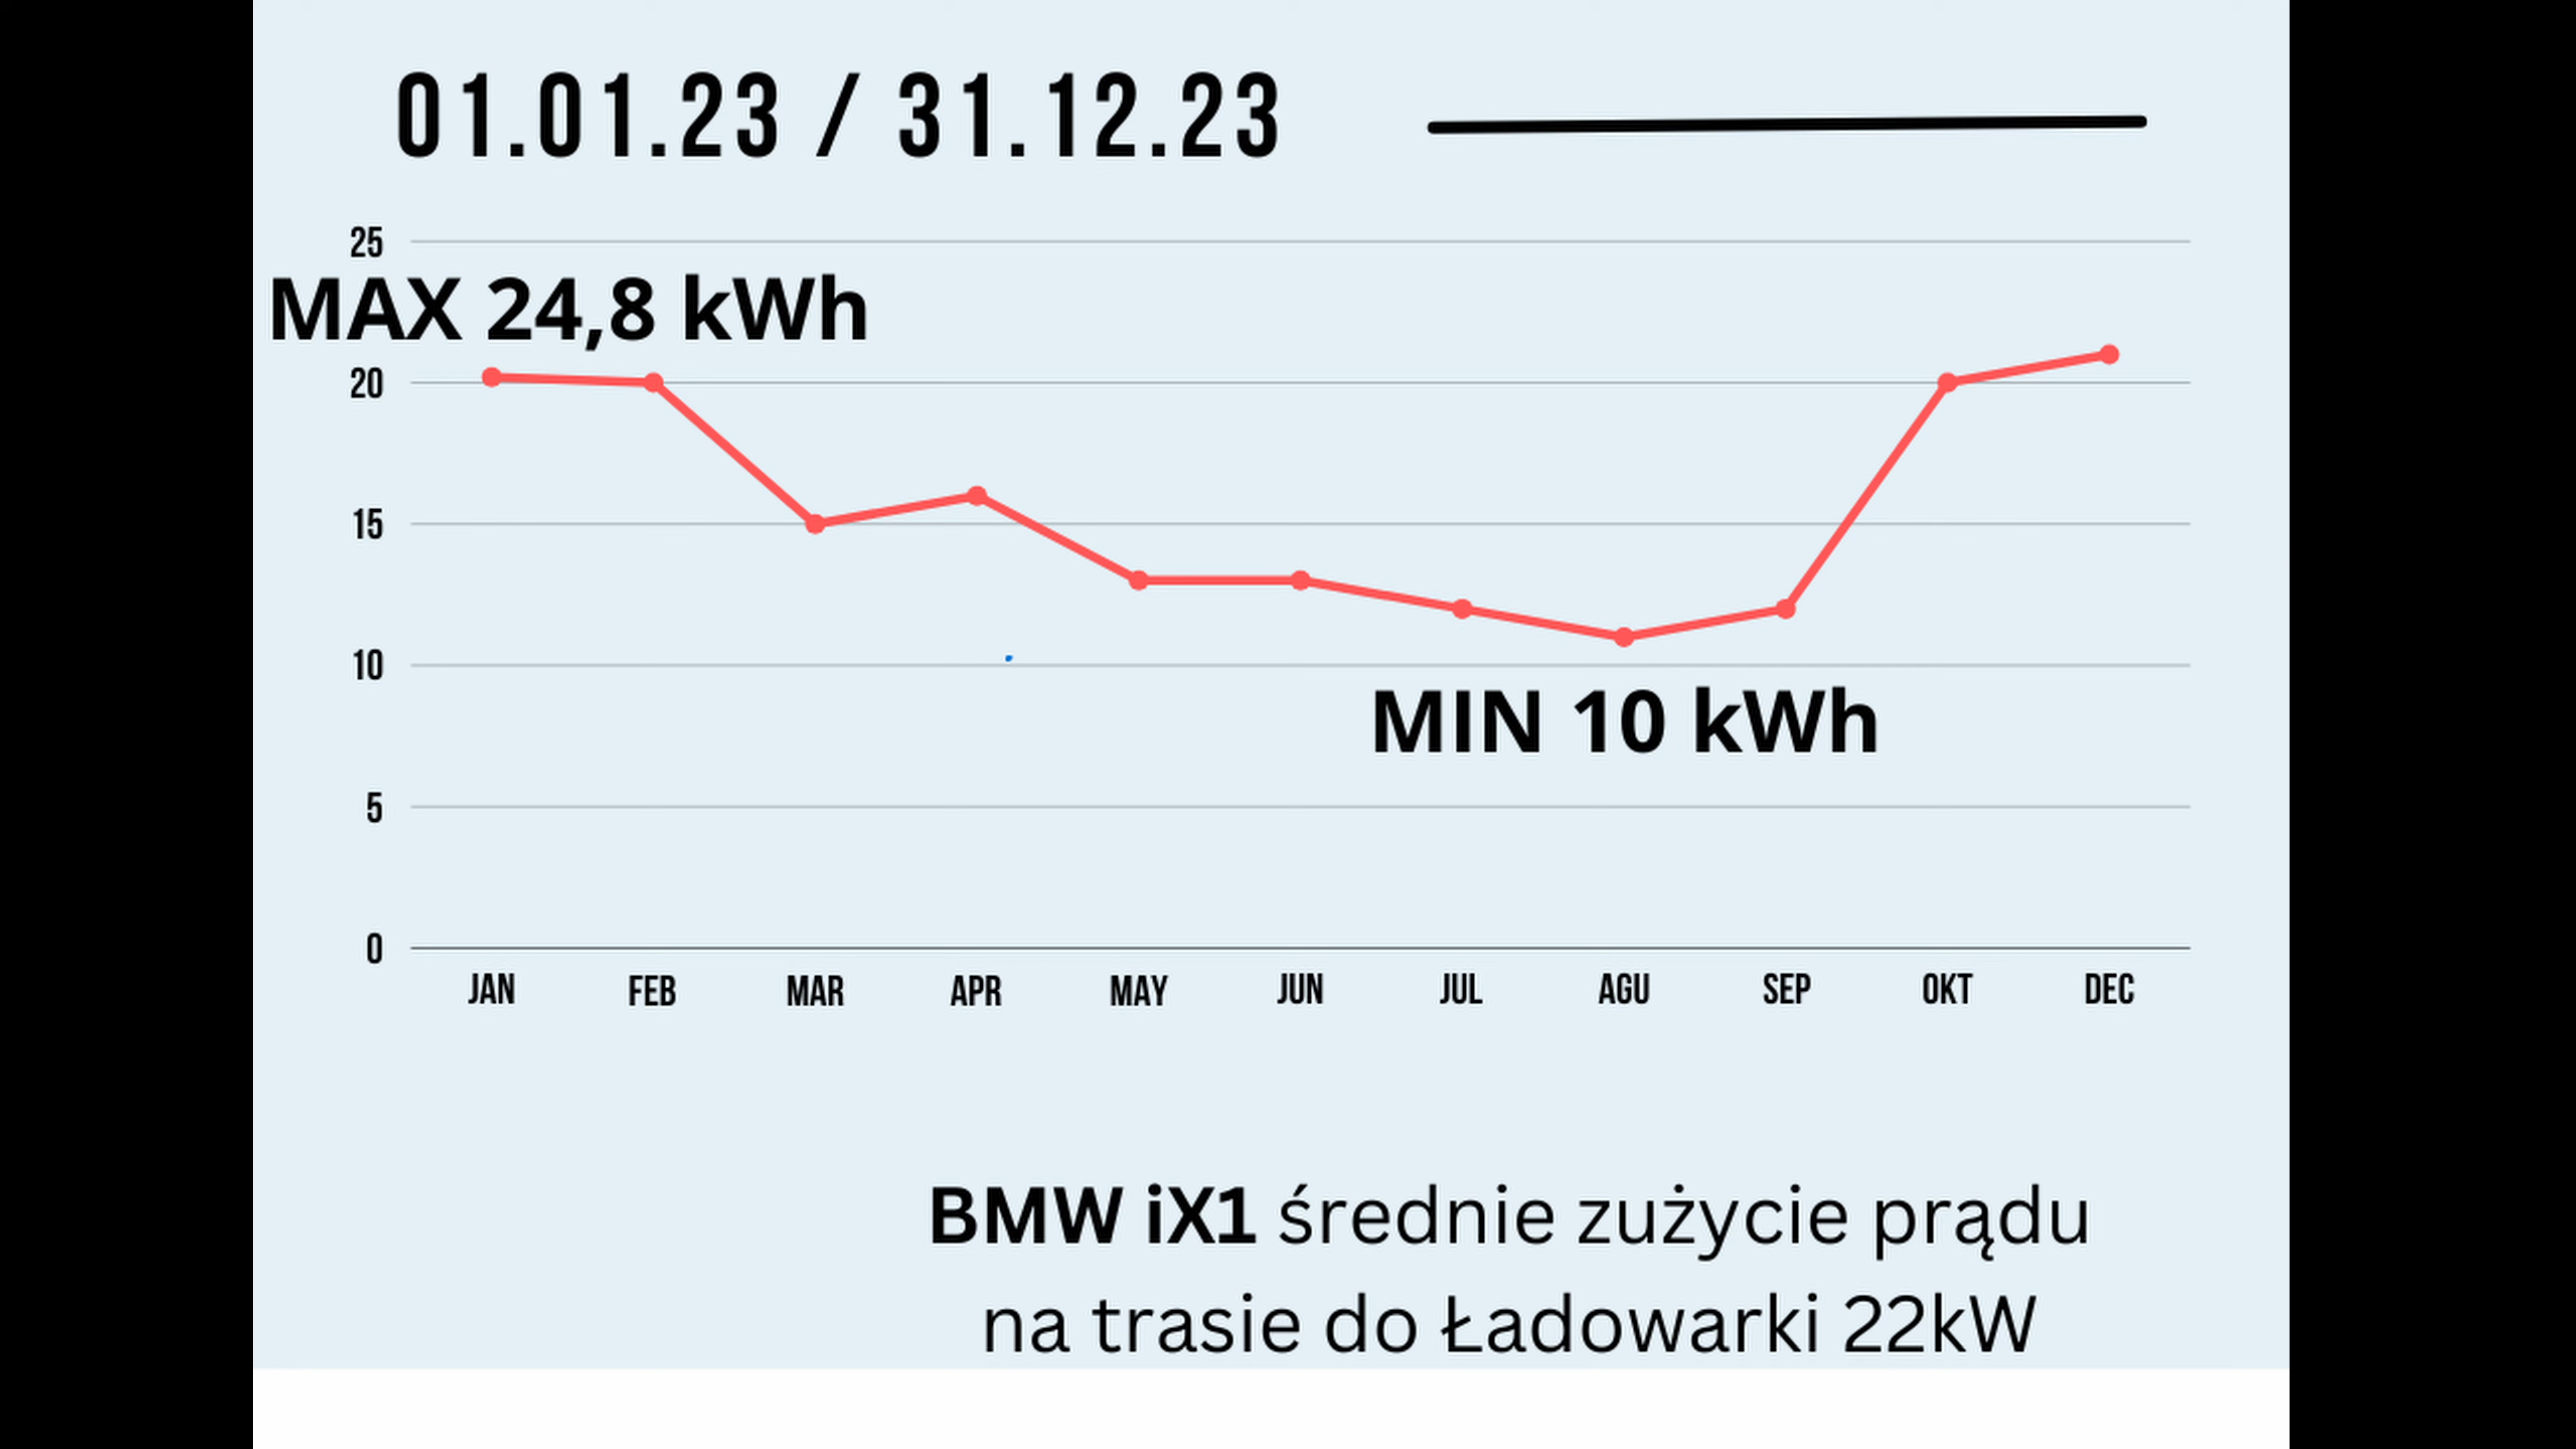 01.01.23 / 31.12.23
25
MAX 24,8 kWh
20
15
10
MIN 10 kWh
5
0
JAN FEB MAR APR MAY JUN JUL AGU SEP OKT DEC
BMW iX1 średnie zużycie prądu
na trasie do Ładowarki 22kW